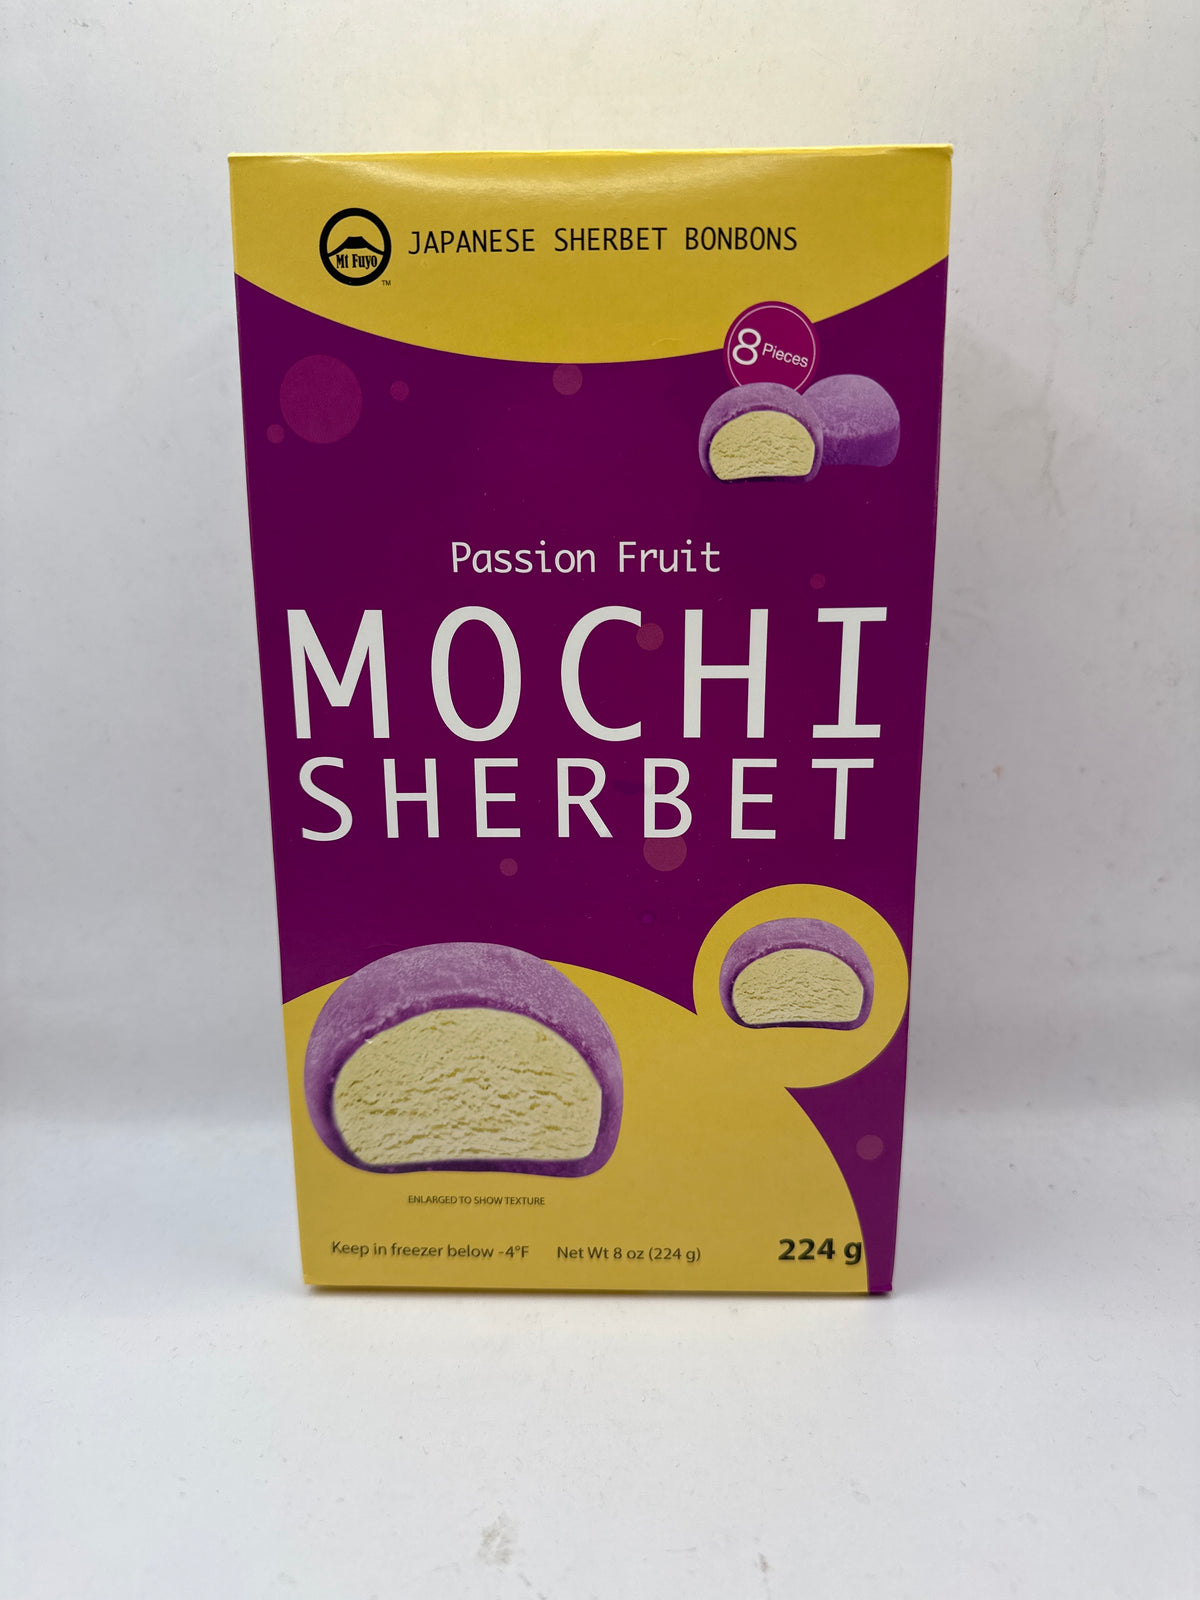 Mt Fuyo
TM
JAPANESE SHERBET BONBONS
8 Pieces
Passion Fruit
MOCHI
SHERBET
ENLARGED TO SHOW TEXTURE
Keep in freezer below -4°F Net Wt 8 oz (224 g) 224 g